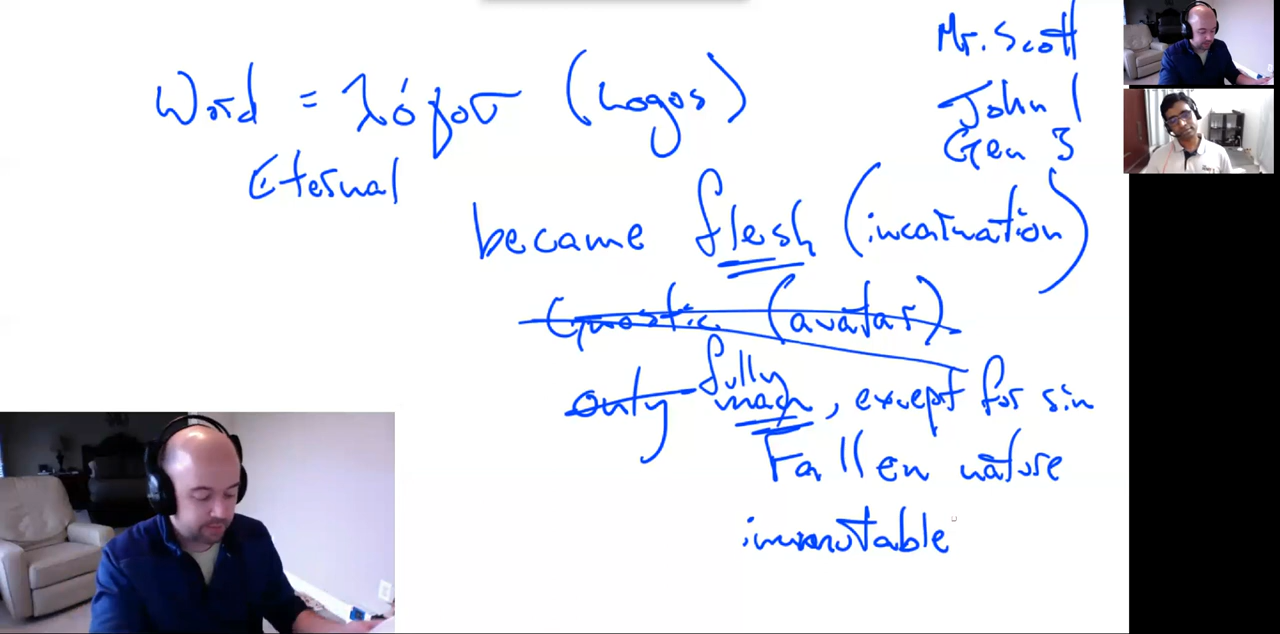 Mr. Scott
Word = λόγοσ (Logos)
John 1
Gen 3
Eternal
became flesh (incarnation)
Gnostic (avatar)
only fully man, except for sin
Fallen nature
immutable